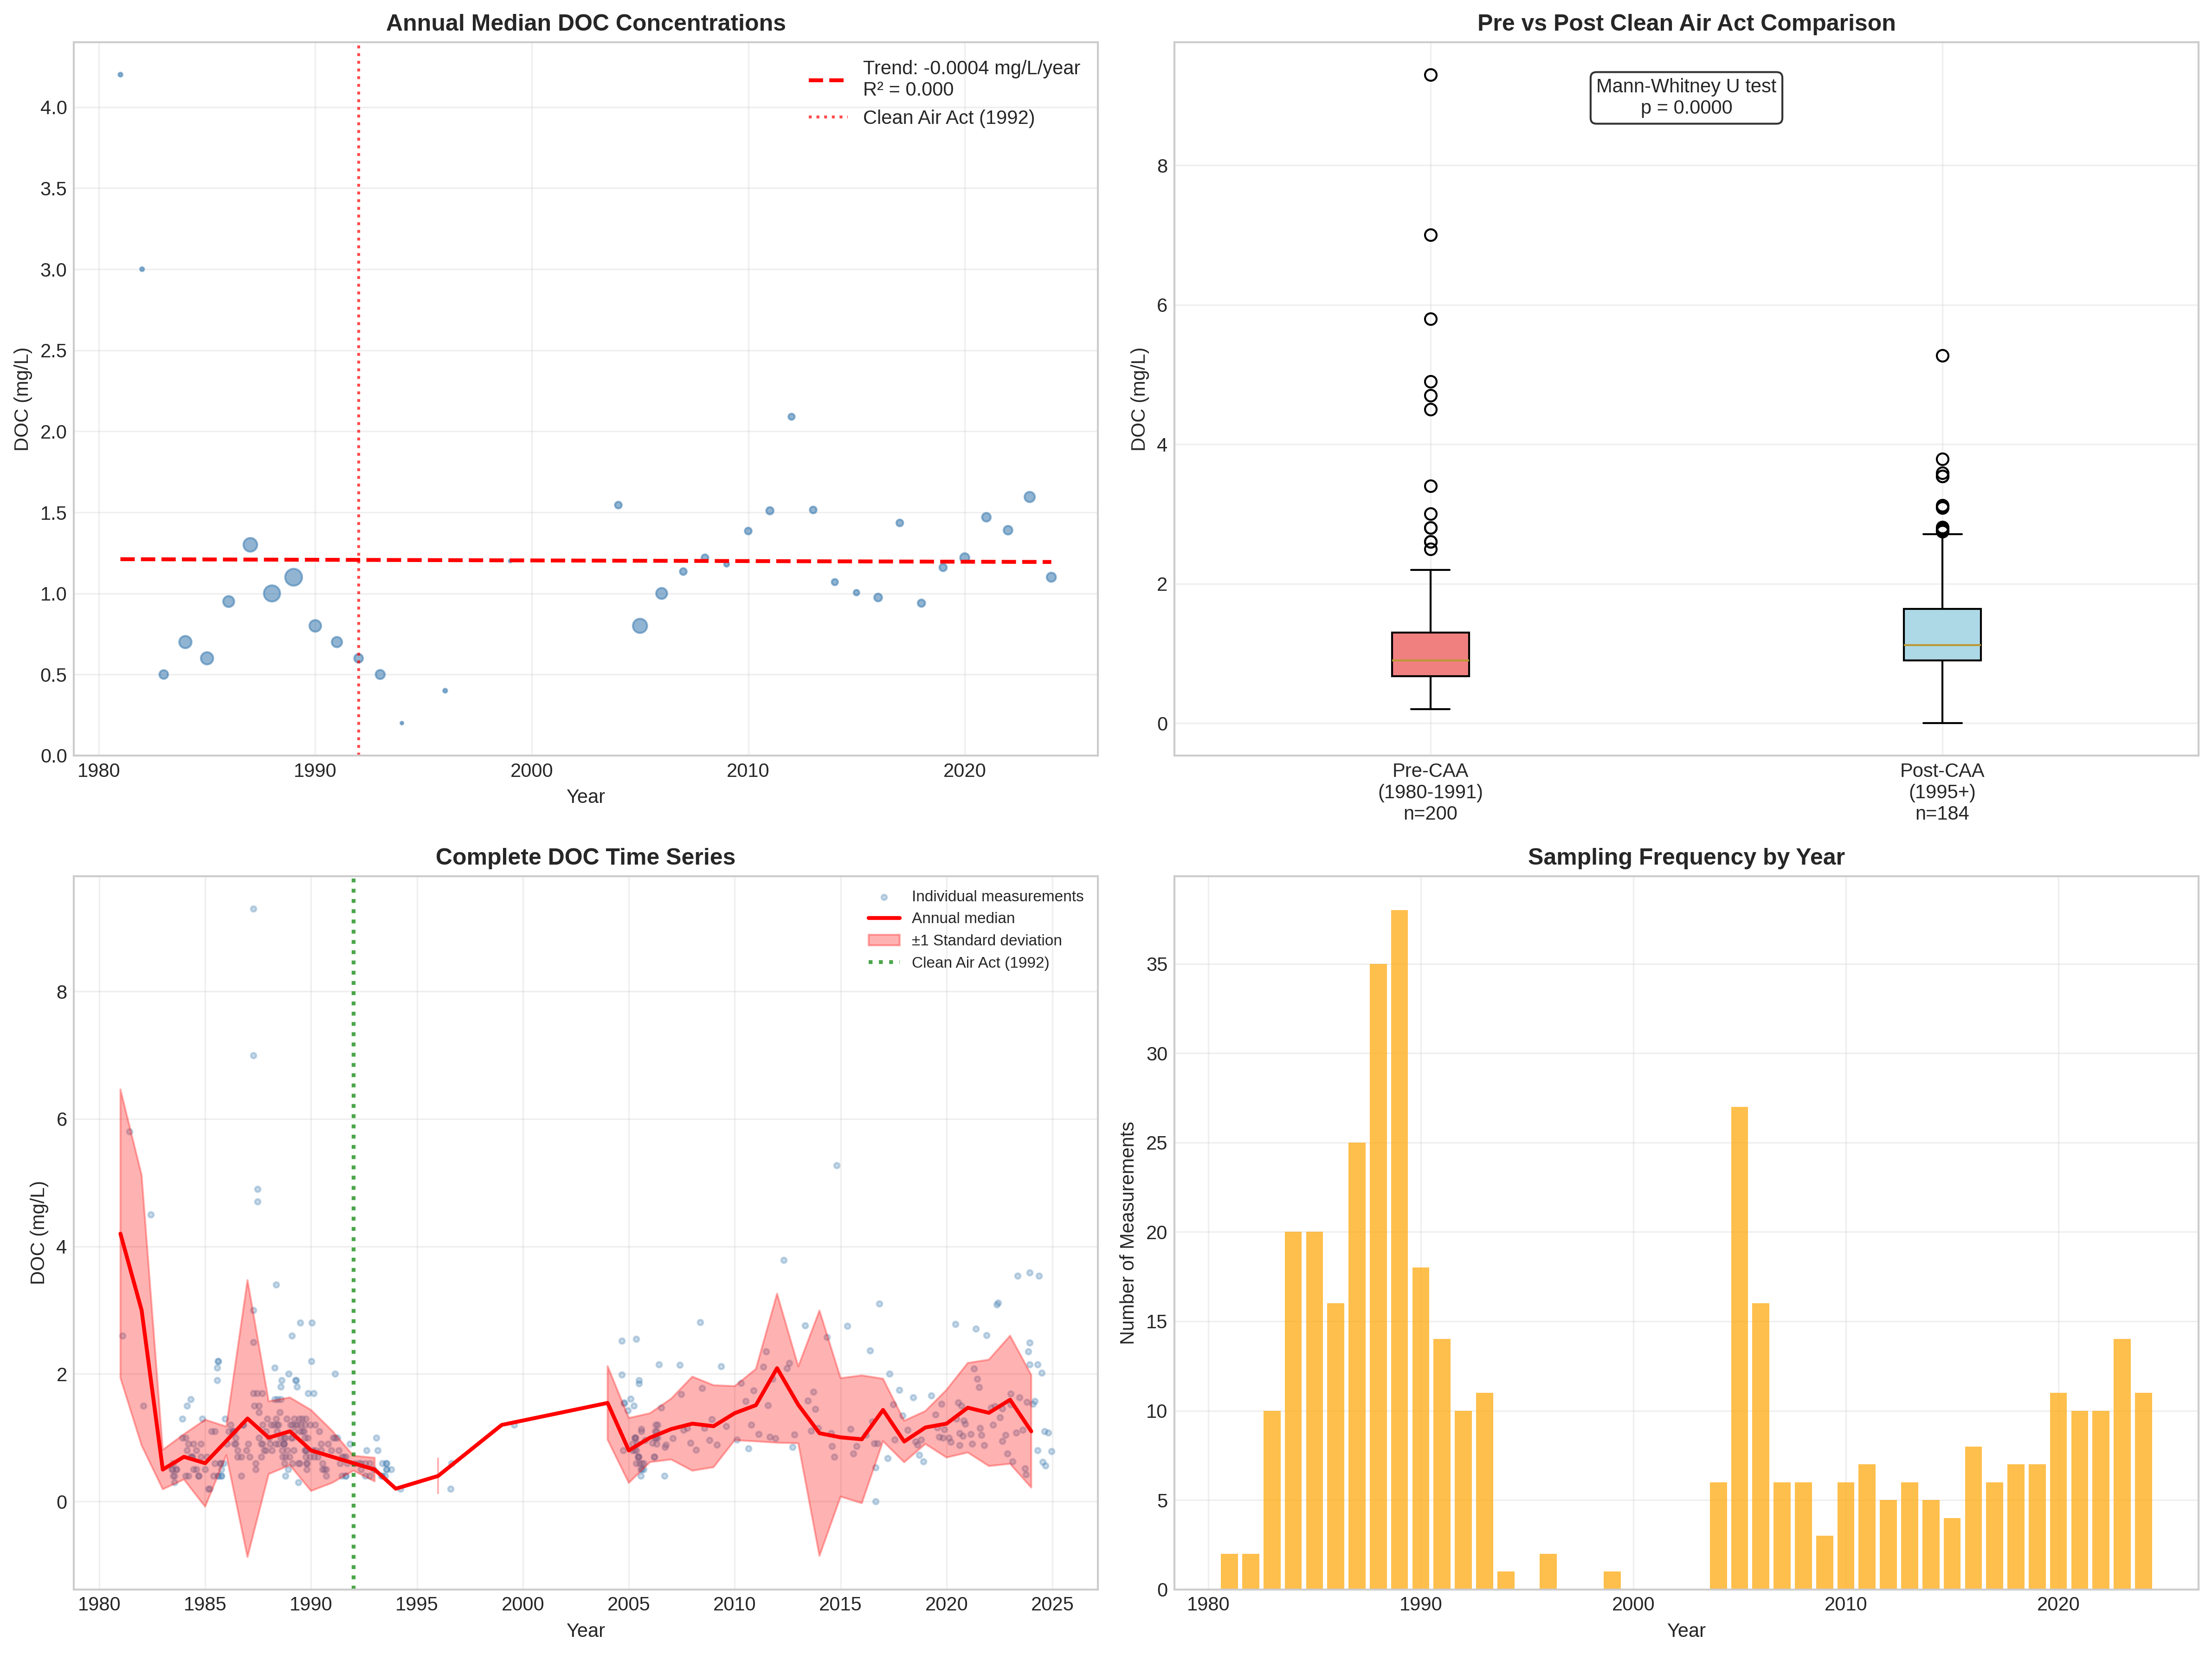 Annual Median DOC Concentrations
Trend: -0.0004 mg/L/year
R² = 0.000
Clean Air Act (1992)
DOC (mg/L)
4.0
3.5
3.0
2.5
2.0
1.5
1.0
0.5
0.0
1980
1990
2000
2010
2020
Year
Pre vs Post Clean Air Act Comparison
Mann-Whitney U test
p = 0.0000
DOC (mg/L)
8
6
4
2
0
Pre-CAA
(1980-1991)
n=200
Post-CAA
(1995+)
n=184
Complete DOC Time Series
Individual measurements
Annual median
±1 Standard deviation
Clean Air Act (1992)
DOC (mg/L)
8
6
4
2
0
1980
1985
1990
1995
2000
2005
2010
2015
2020
2025
Year
Sampling Frequency by Year
Number of Measurements
35
30
25
20
15
10
5
0
1980
1990
2000
2010
2020
Year